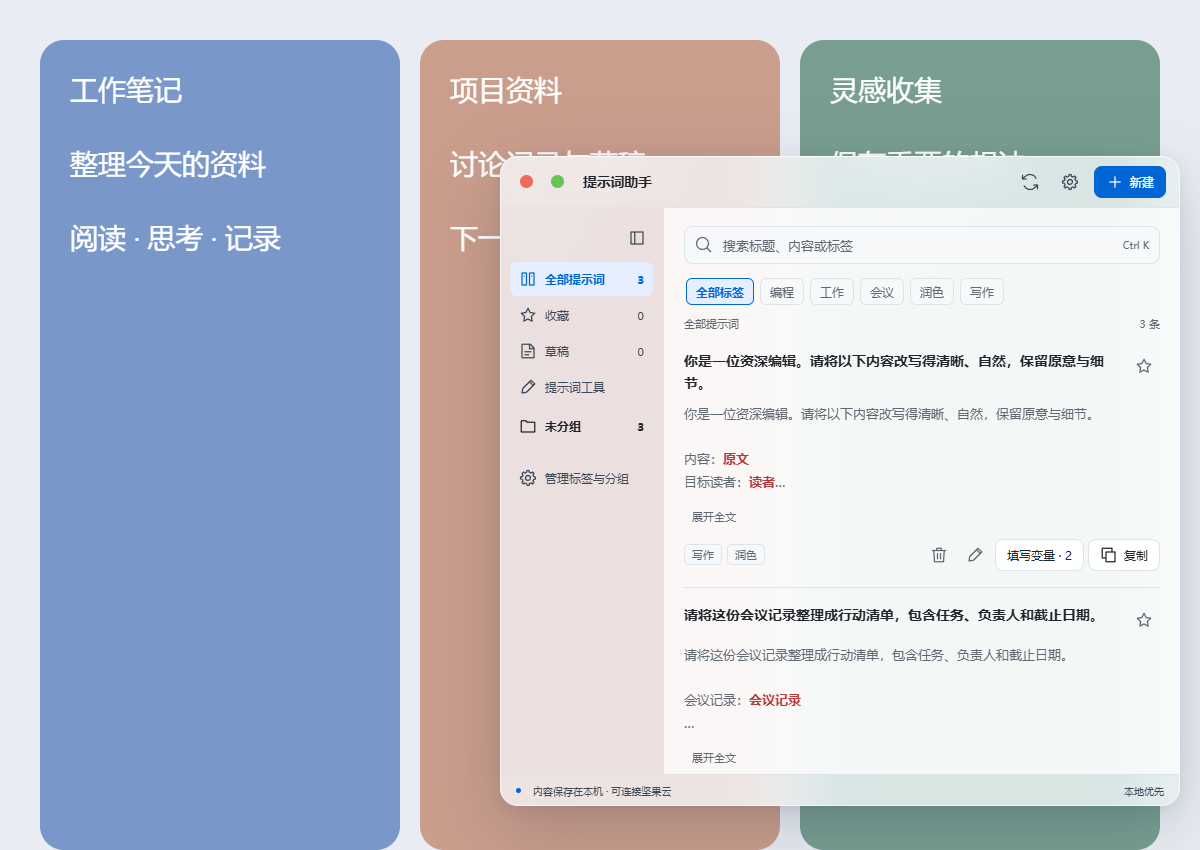 工作笔记
整理今天的资料
阅读 · 思考 · 记录
项目资料
讨论
下一
灵感收集
提示词助手
新建
搜索标题、内容或标签
Ctrl K
全部提示词 3
收藏 0
草稿 0
提示词工具
未分组 3
管理标签与分组
全部标签 编程 工作 会议 润色 写作
全部提示词 3 条
你是一位资深编辑。请将以下内容改写得清晰、自然，保留原意与细
节。
你是一位资深编辑。请将以下内容改写得清晰、自然，保留原意与细节。
内容：原文
目标读者：读者...
展开全文
写作 润色 填写变量 · 2 复制
请将这份会议记录整理成行动清单，包含任务、负责人和截止日期。
请将这份会议记录整理成行动清单，包含任务、负责人和截止日期。
会议记录：会议记录
...
展开全文
内容保存在本机 · 可连接坚果云
本地优先